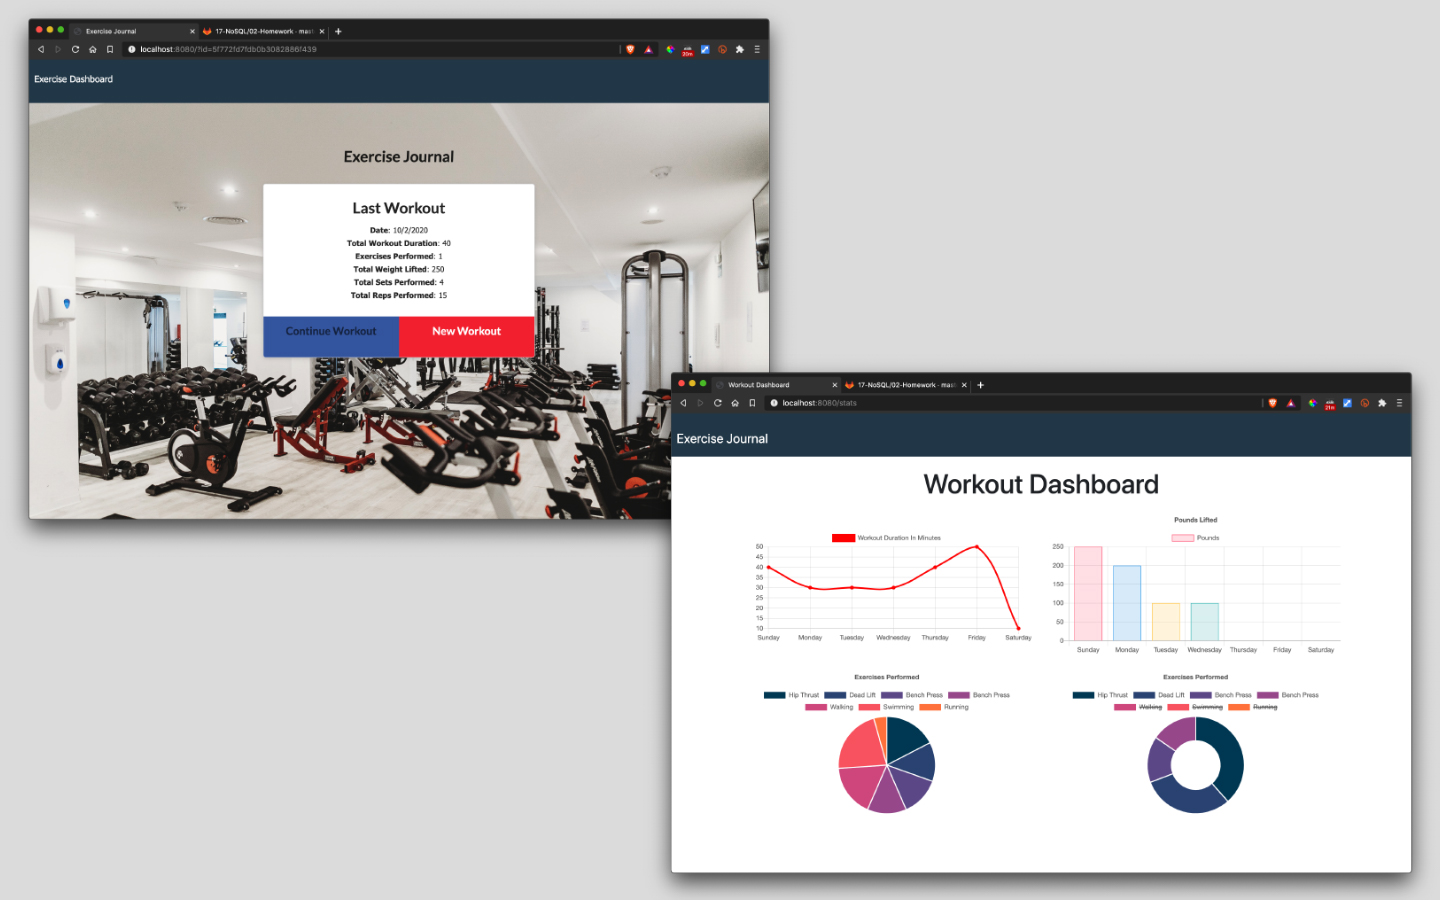 Exercise Journal
17-NoSQL/02-Homework · mast
localhost:8080/?id=5f772fd7fdb0b3082886f439
20m
Exercise Dashboard
Exercise Journal
Last Workout
Date: 10/2/2020
Total Workout Duration: 40
Exercises Performed: 1
Total Weight Lifted: 250
Total Sets Performed: 4
Total Reps Performed: 15
Continue Workout
New Workout
Workout Dashboard
17-NoSQL/02-Homework · mast
localhost:8080/stats
21m
Exercise Journal
Workout Dashboard
Workout Duration In Minutes
50
45
40
35
30
25
20
15
10
Sunday Monday Tuesday Wednesday Thursday Friday Saturday
Pounds Lifted
Pounds
250
200
150
100
50
0
Sunday Monday Tuesday Wednesday Thursday Friday Saturday
Exercises Performed
Hip Thrust Dead Lift Bench Press Bench Press
Walking Swimming Running
Exercises Performed
Hip Thrust Dead Lift Bench Press Bench Press
Walking Swimming Running